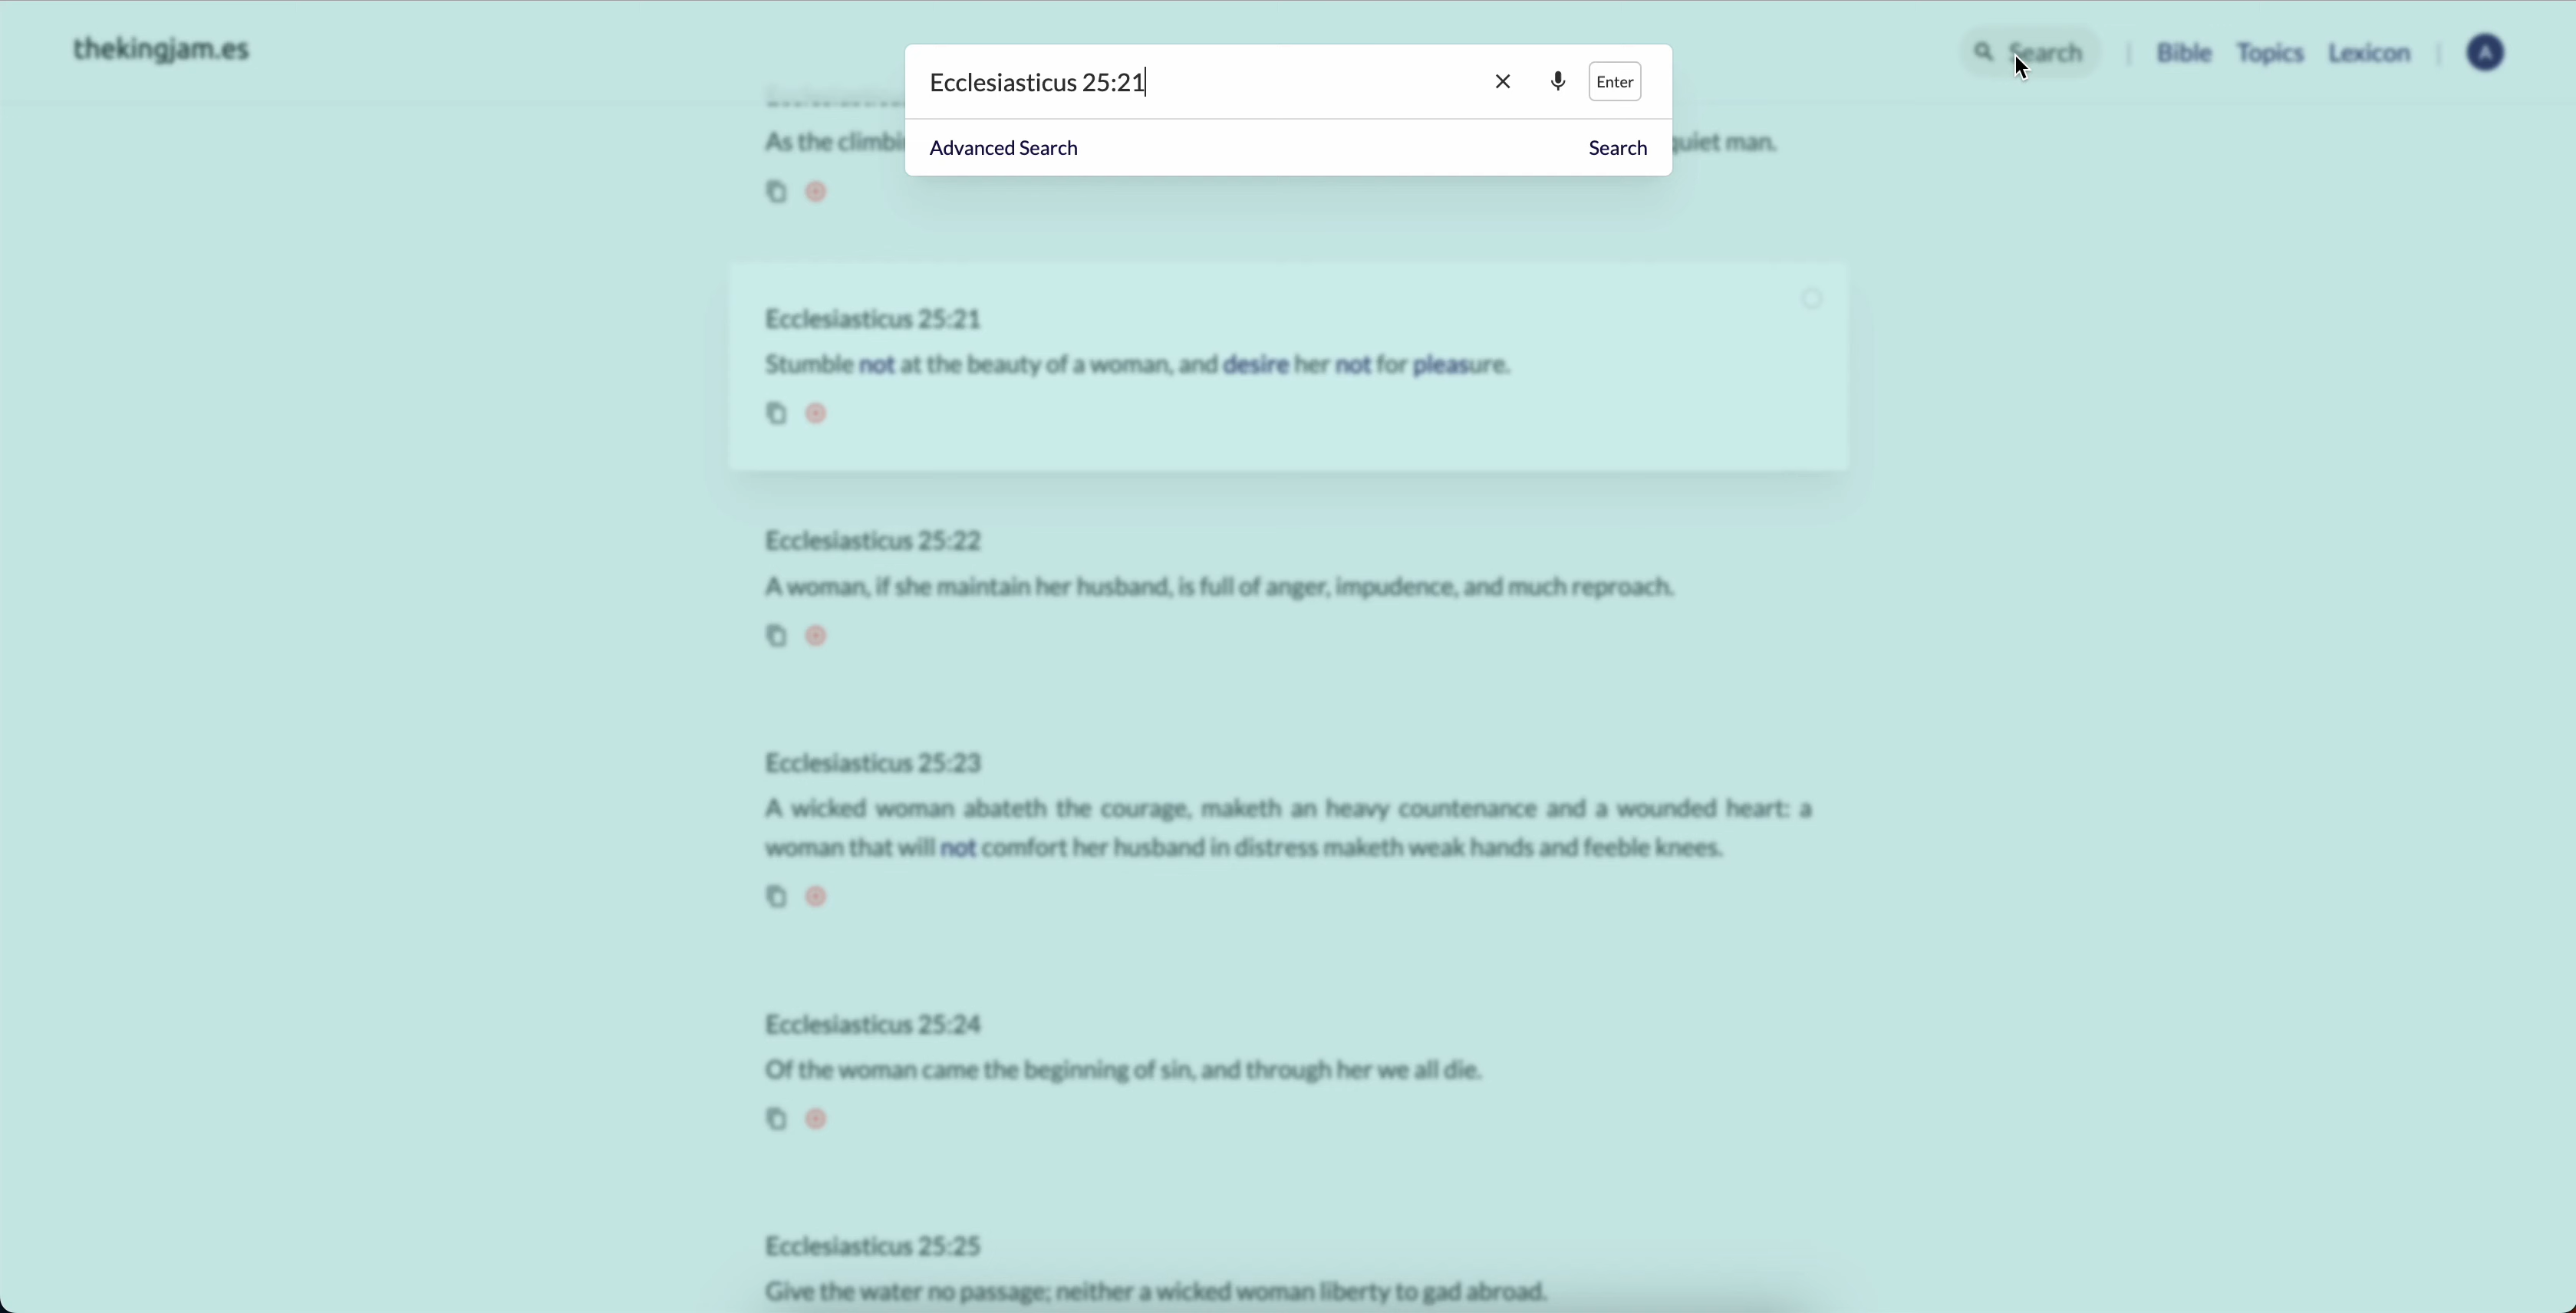 thekingjam.es
Search | Bible Topics Lexicon | A
Ecclesiasticus 25:21
Enter
Advanced Search
Search
As the climbi
quiet man.
Ecclesiasticus 25:21
Stumble not at the beauty of a woman, and desire her not for pleasure.
Ecclesiasticus 25:22
A woman, if she maintain her husband, is full of anger, impudence, and much reproach.
Ecclesiasticus 25:23
A wicked woman abateth the courage, maketh an heavy countenance and a wounded heart: a
woman that will not comfort her husband in distress maketh weak hands and feeble knees.
Ecclesiasticus 25:24
Of the woman came the beginning of sin, and through her we all die.
Ecclesiasticus 25:25
Give the water no passage; neither a wicked woman liberty to gad abroad.